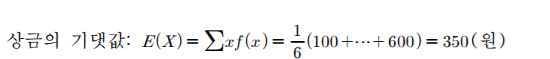 상금의 기댓값: E(X) = ∑xf(x) = 1/6(100+⋯+600) = 350(원)